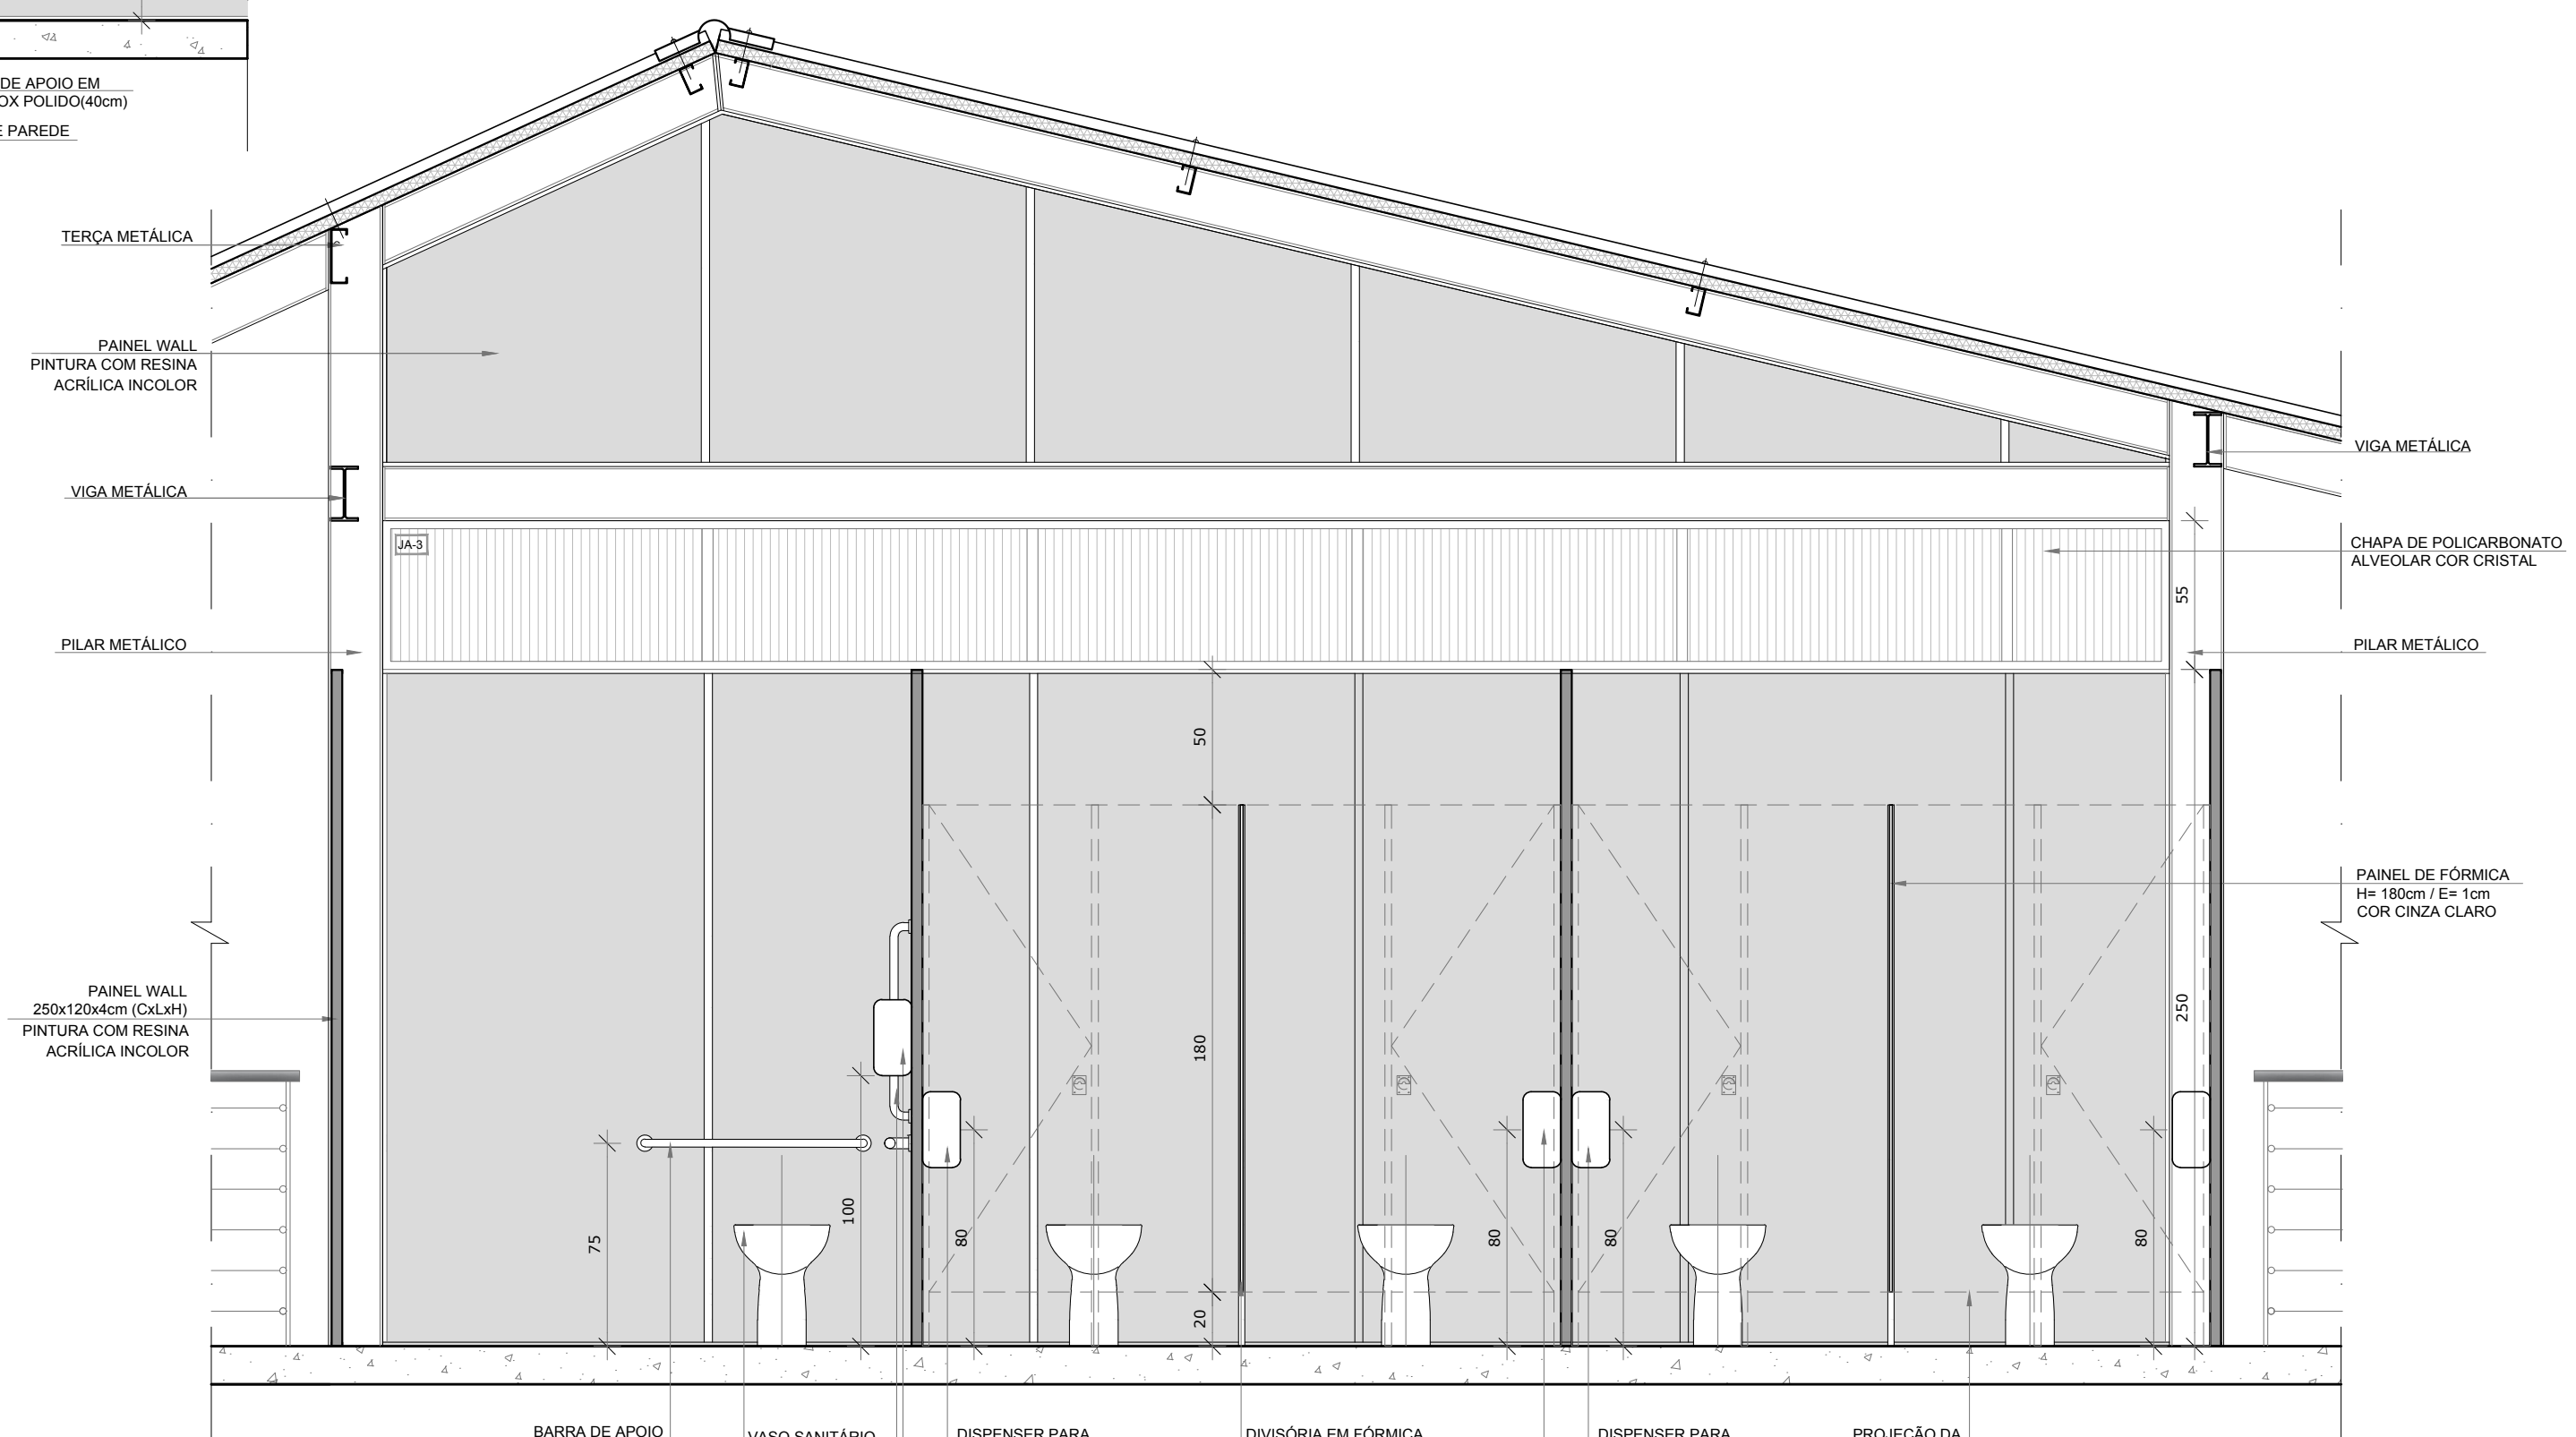 DE APOIO EM
OX POLIDO(40cm)
E PAREDE
TERÇA METÁLICA
PAINEL WALL
PINTURA COM RESINA
ACRÍLICA INCOLOR
VIGA METÁLICA
VIGA METÁLICA
JA-3
CHAPA DE POLICARBONATO
ALVEOLAR COR CRISTAL
55
PILAR METÁLICO
PILAR METÁLICO
50
PAINEL DE FÓRMICA
H= 180cm / E= 1cm
COR CINZA CLARO
PAINEL WALL
250x120x4cm (CxLxH)
PINTURA COM RESINA
ACRÍLICA INCOLOR
250
180
100
75
80
80
80
80
20
BARRA DE APOIO
VASO SANITÁRIO
DISPENSER PARA
DIVISÓRIA EM FÓRMICA
DISPENSER PARA
PROJEÇÃO DA